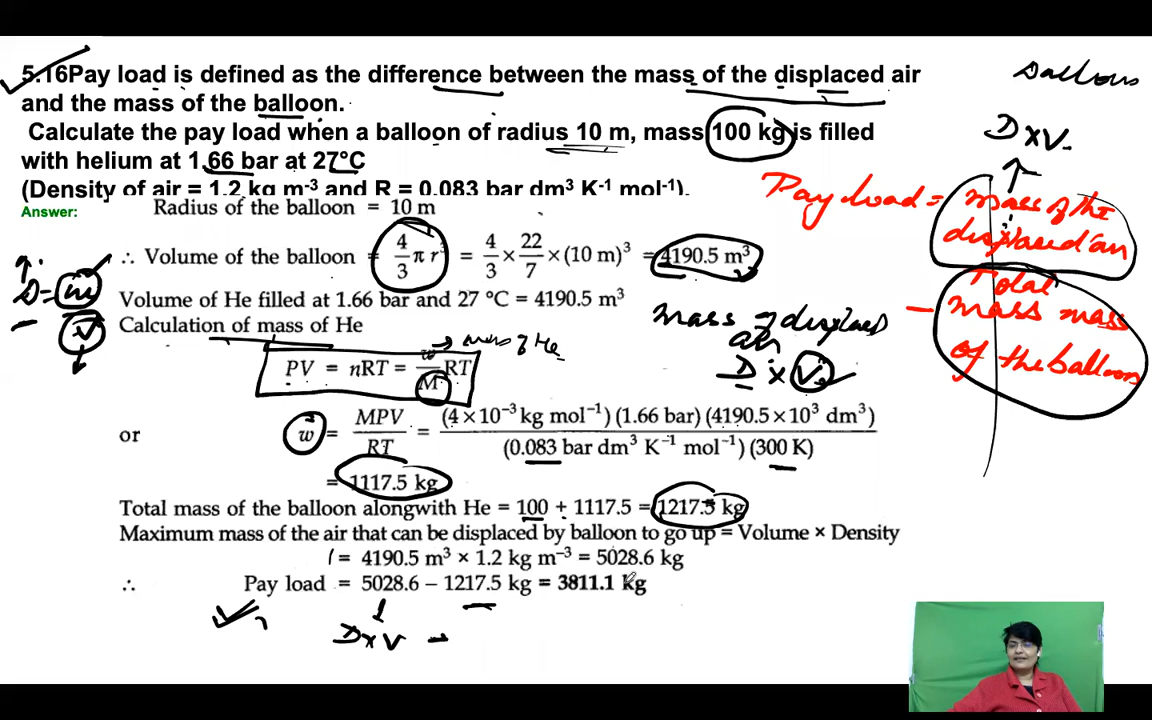 5.16Pay load is defined as the difference between the mass of the displaced air
and the mass of the balloon.
Calculate the pay load when a balloon of radius 10 m, mass 100 kg is filled
with helium at 1.66 bar at 27°C
(Density of air = 1.2 kg m⁻³ and R = 0.083 bar dm³ K⁻¹ mol⁻¹).
Answer:
Radius of the balloon = 10 m
∴ Volume of the balloon = 4/3 π r³ = 4/3 × 22/7 × (10 m)³ = 4190.5 m³
Volume of He filled at 1.66 bar and 27 °C = 4190.5 m³
Calculation of mass of He
PV = nRT = w/M RT
→ mass of He
or w = MPV/RT = (4 × 10⁻³ kg mol⁻¹) (1.66 bar) (4190.5 × 10³ dm³) / (0.083 bar dm³ K⁻¹ mol⁻¹) (300 K)
= 1117.5 kg
Total mass of the balloon alongwith He = 100 + 1117.5 = 1217.5 kg
Maximum mass of the air that can be displaced by balloon to go up = Volume × Density
= 4190.5 m³ × 1.2 kg m⁻³ = 5028.6 kg
∴ Pay load = 5028.6 – 1217.5 kg = 3811.1 kg
D x V –
D = m
V
mass of displaced
air
D x V
Balloon
D x V
Pay load = mass of the
displaced air
– Total
mass mass
of the balloon